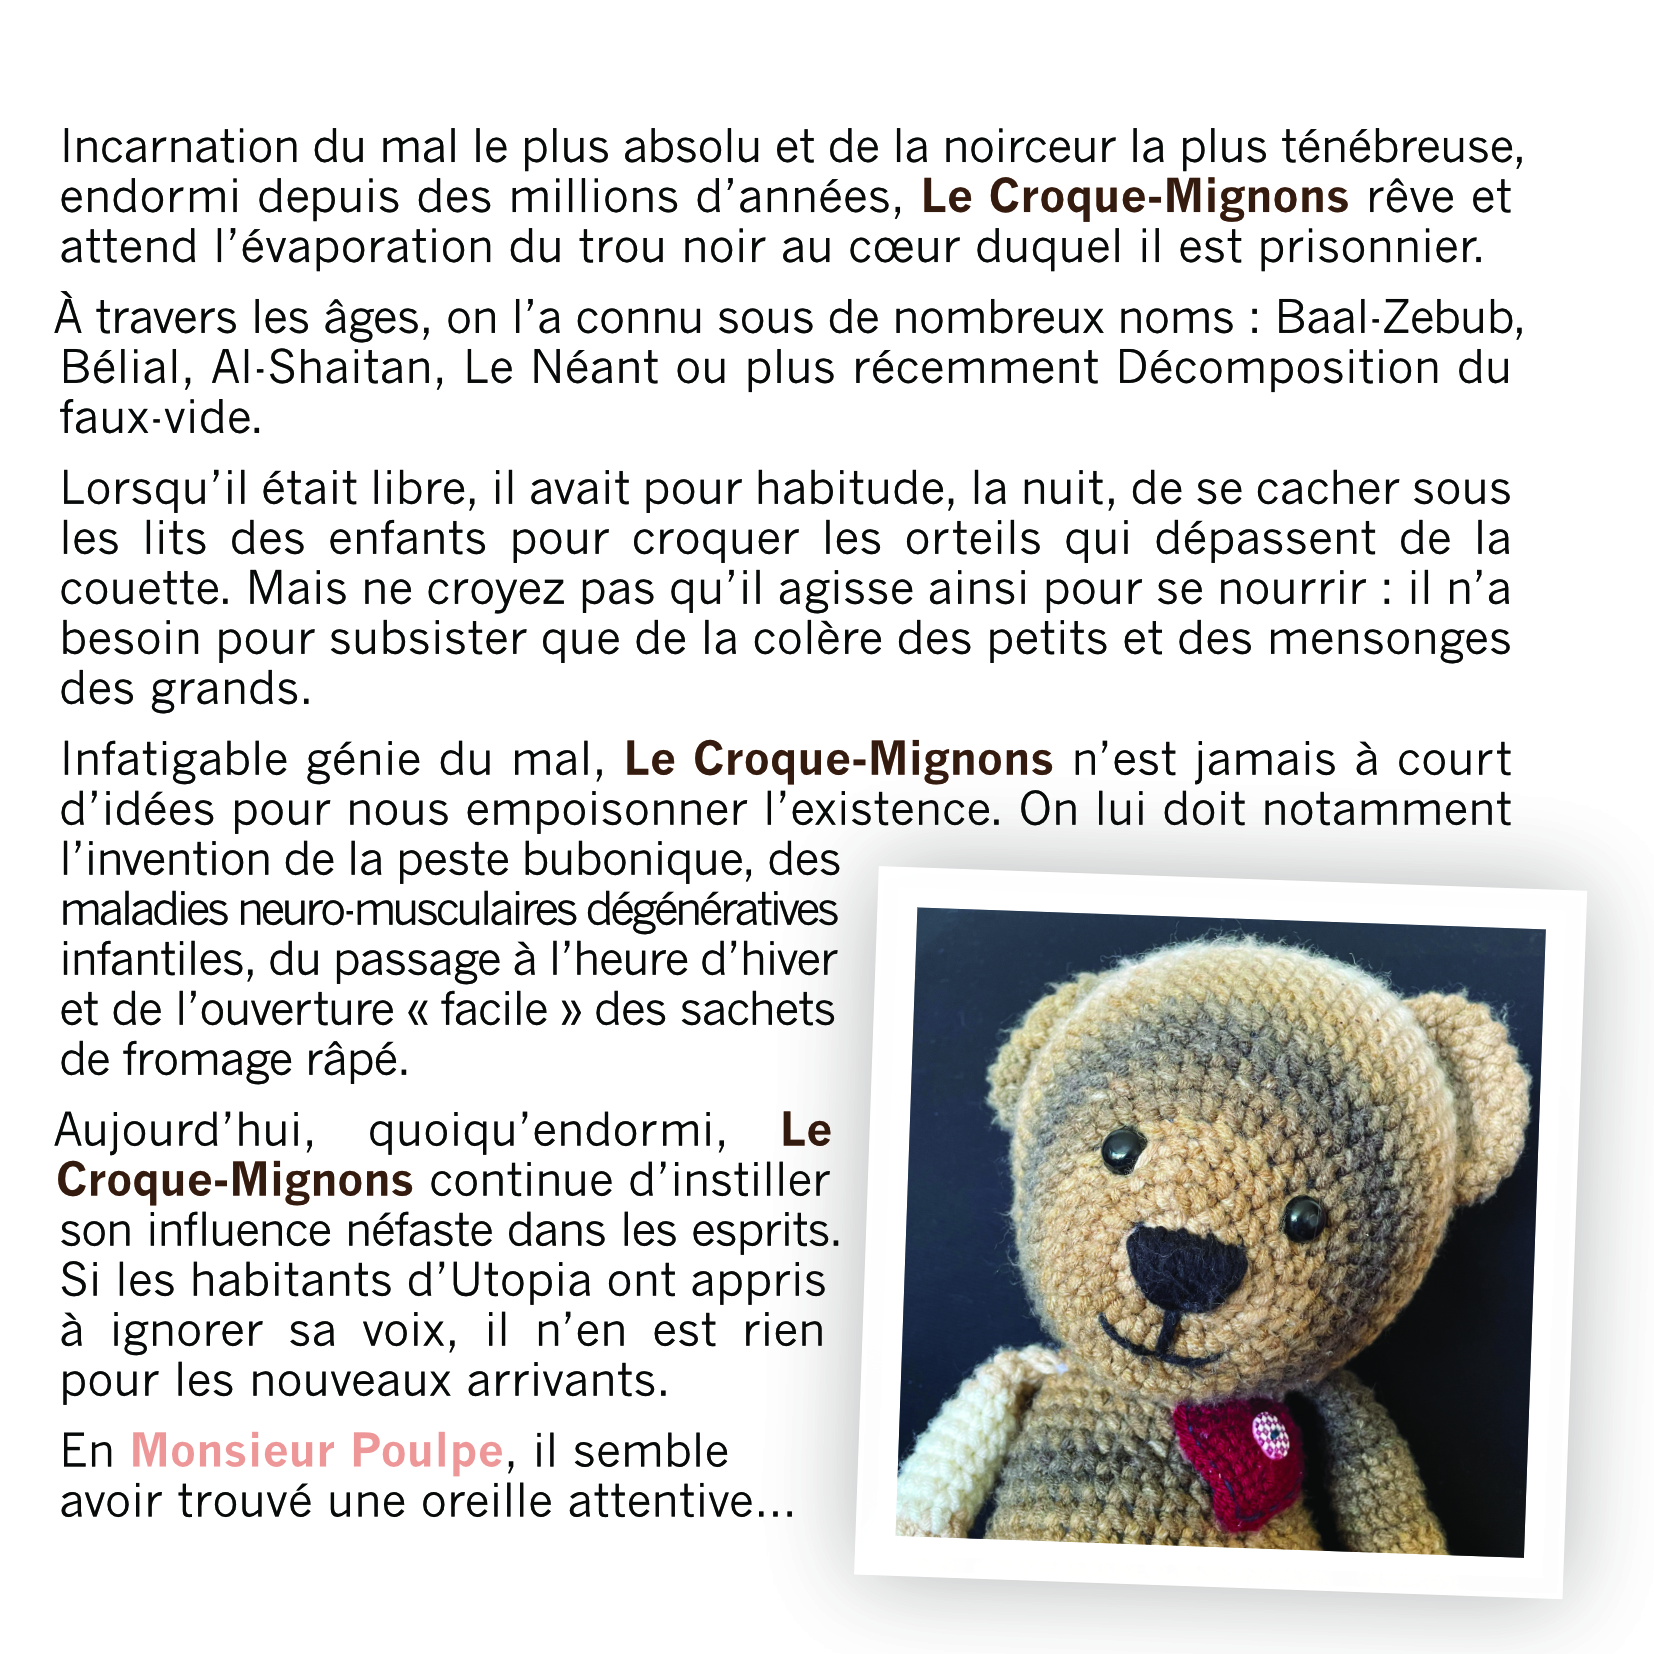 Incarnation du mal le plus absolu et de la noirceur la plus ténébreuse,
endormi depuis des millions d’années, Le Croque-Mignons rêve et
attend l’évaporation du trou noir au cœur duquel il est prisonnier.
À travers les âges, on l’a connu sous de nombreux noms : Baal-Zebub,
Bélial, Al-Shaitan, Le Néant ou plus récemment Décomposition du
faux-vide.
Lorsqu’il était libre, il avait pour habitude, la nuit, de se cacher sous
les lits des enfants pour croquer les orteils qui dépassent de la
couette. Mais ne croyez pas qu’il agisse ainsi pour se nourrir : il n’a
besoin pour subsister que de la colère des petits et des mensonges
des grands.
Infatigable génie du mal, Le Croque-Mignons n’est jamais à court
d’idées pour nous empoisonner l’existence. On lui doit notamment
l’invention de la peste bubonique, des
maladies neuro-musculaires dégénératives
infantiles, du passage à l’heure d’hiver
et de l’ouverture « facile » des sachets
de fromage râpé.
Aujourd’hui, quoiqu’endormi, Le
Croque-Mignons continue d’instiller
son influence néfaste dans les esprits.
Si les habitants d’Utopia ont appris
à ignorer sa voix, il n’en est rien
pour les nouveaux arrivants.
En Monsieur Poulpe, il semble
avoir trouvé une oreille attentive...